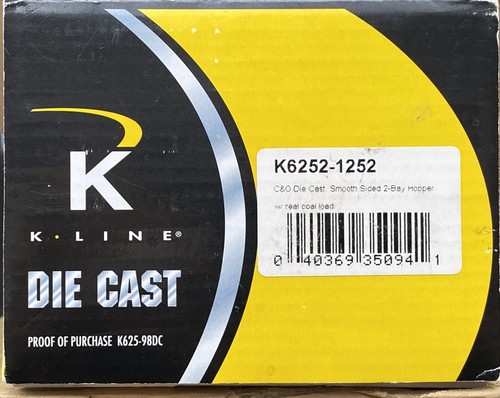 K
K·LINE®
DIE CAST
PROOF OF PURCHASE K625-98DC
K6252-1252
C&O Die Cast Smooth Sided 2-Bay Hopper
w/ real coal load
0 40369 35094 1